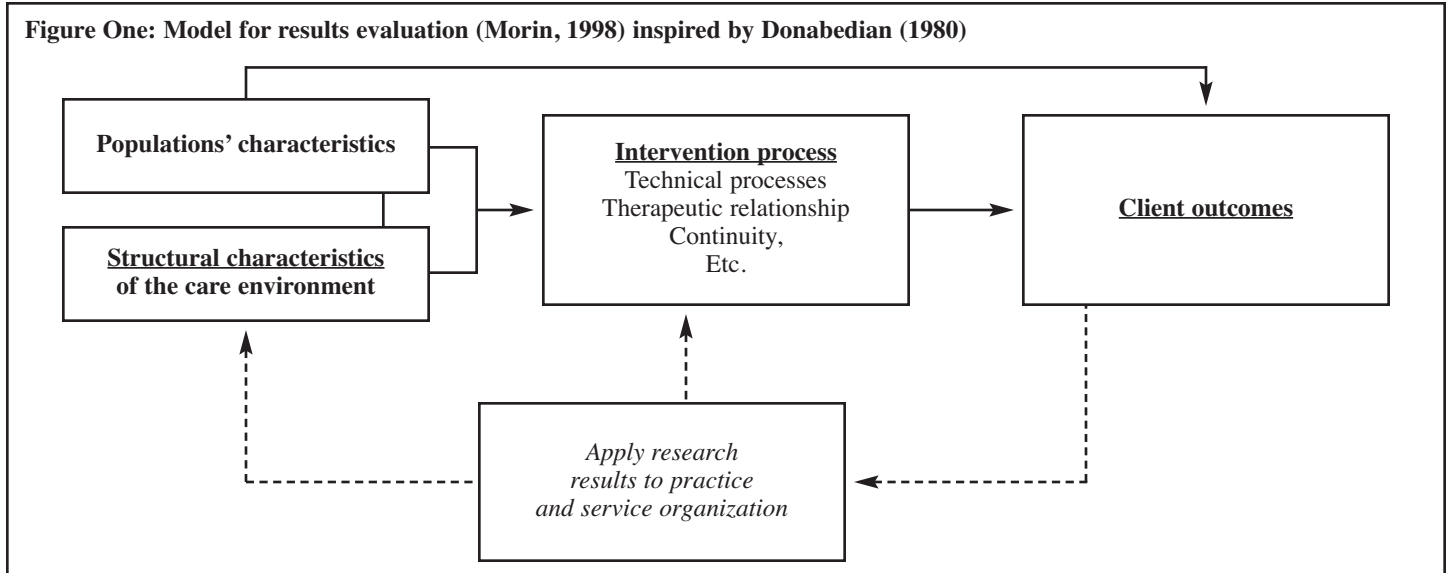 Figure One: Model for results evaluation (Morin, 1998) inspired by Donabedian (1980)
Populations’ characteristics
Structural characteristics
of the care environment
Intervention process
Technical processes
Therapeutic relationship
Continuity,
Etc.
Client outcomes
Apply research
results to practice
and service organization